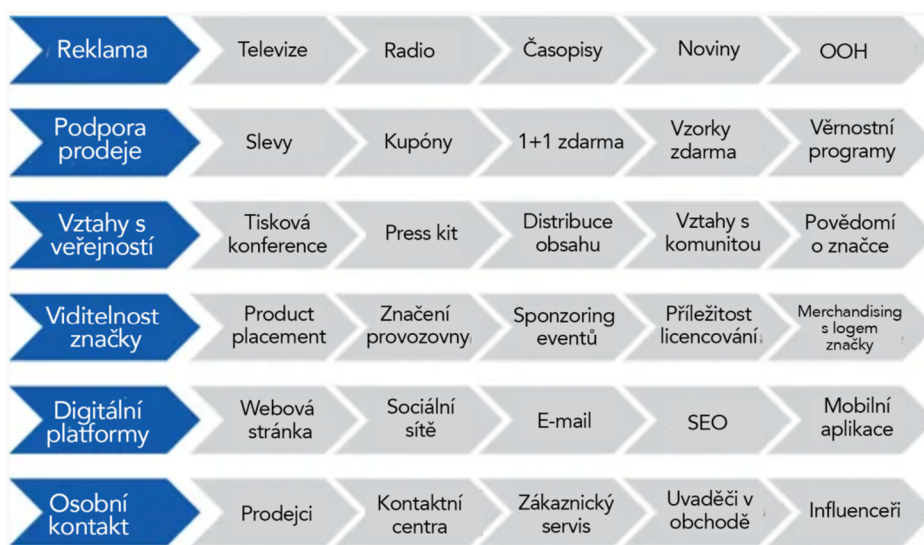 Reklama
Televize
Radio
Časopisy
Noviny
OOH
Podpora
prodeje
Slevy
Kupóny
1+1 zdarma
Vzorky
zdarma
Věrnostní
programy
Vztahy s
veřejností
Tisková
konference
Press kit
Distribuce
obsahu
Vztahy s
komunitou
Povědomí
o značce
Viditelnost
značky
Product
placement
Značení
provozovny
Sponzoring
eventů
Příležitost
licencování
Merchandising
s logem
značky
Digitální
platformy
Webová
stránka
Sociální
sítě
E-mail
SEO
Mobilní
aplikace
Osobní
kontakt
Prodejci
Kontaktní
centra
Zákaznický
servis
Uvaděči v
obchodě
Influenceři